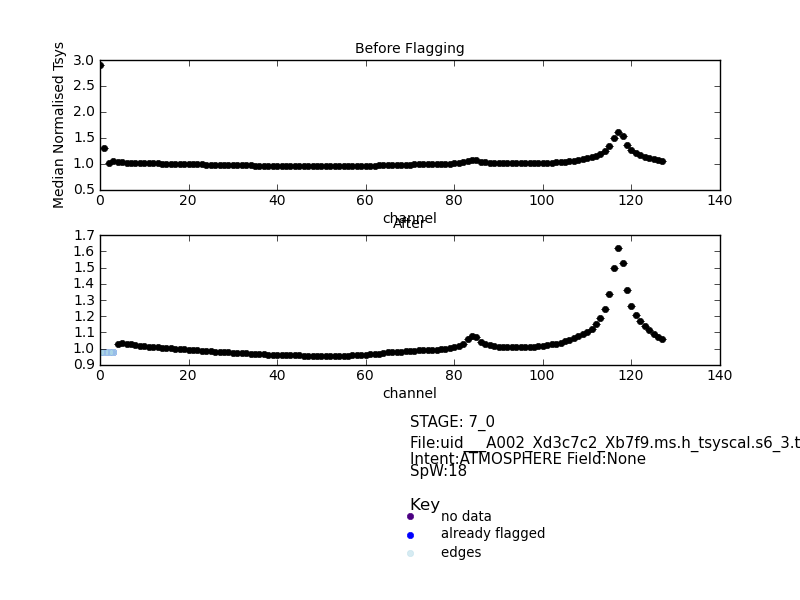 Before Flagging
Median Normalised Tsys
3.0
2.5
2.0
1.5
1.0
0.5
0 20 40 60 80 100 120 140
channel
After
1.7
1.6
1.5
1.4
1.3
1.2
1.1
1.0
0.9
0 20 40 60 80 100 120 140
channel
STAGE: 7_0
File:uid___A002_Xd3c7c2_Xb7f9.ms.h_tsyscal.s6_3.t
Intent:ATMOSPHERE Field:None
SpW:18
Key
no data
already flagged
edges